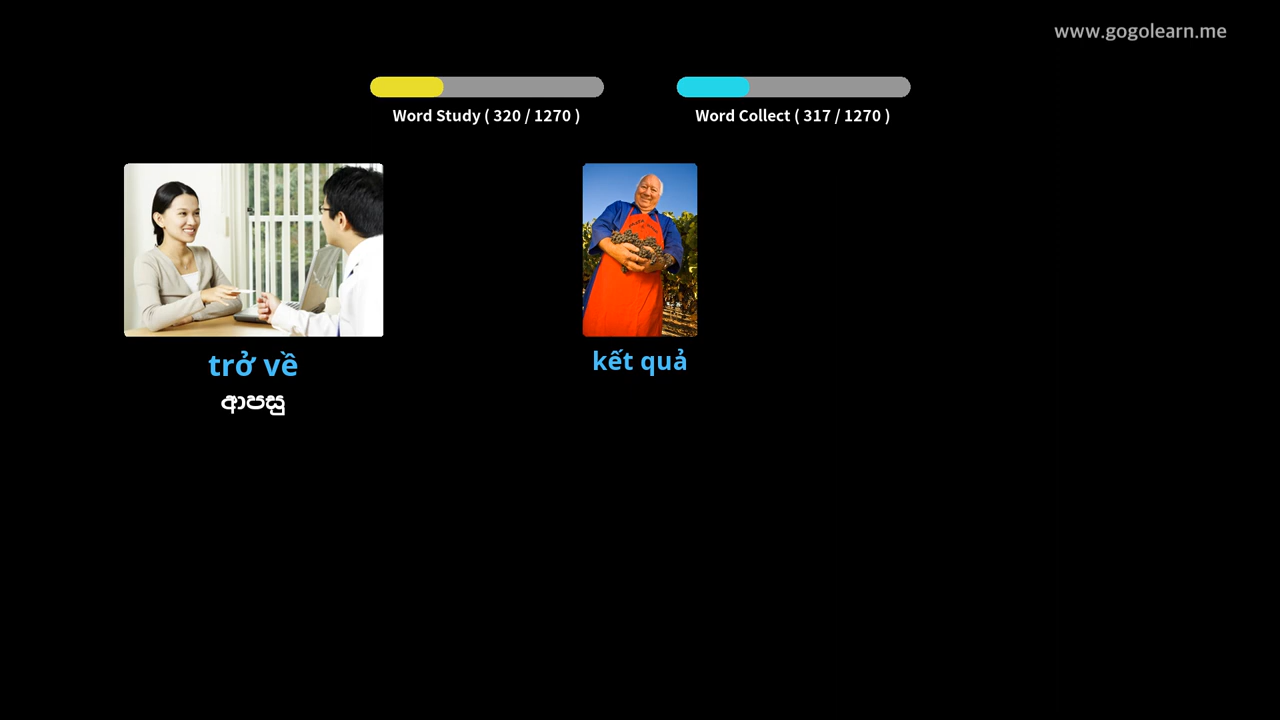 www.gogolearn.me
Word Study ( 320 / 1270 )
Word Collect ( 317 / 1270 )
trở về
ආපසු
kết quả